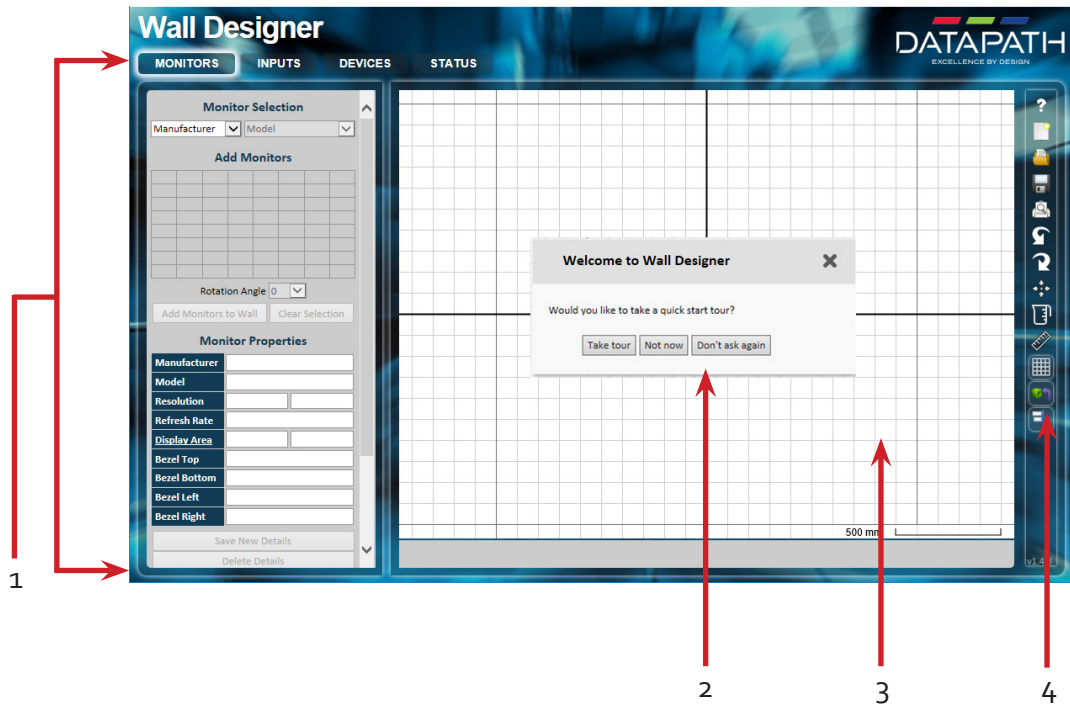 Wall Designer
DATAPATH
EXCELLENCE BY DESIGN
MONITORS INPUTS DEVICES STATUS
Monitor Selection
Manufacturer Model
Add Monitors
Rotation Angle 0
Add Monitors to Wall Clear Selection
Monitor Properties
Manufacturer
Model
Resolution
Refresh Rate
Display Area
Bezel Top
Bezel Bottom
Bezel Left
Bezel Right
Save New Details
Delete Details
Welcome to Wall Designer
Would you like to take a quick start tour?
Take tour Not now Don't ask again
500 mm
?
1
2
3
4